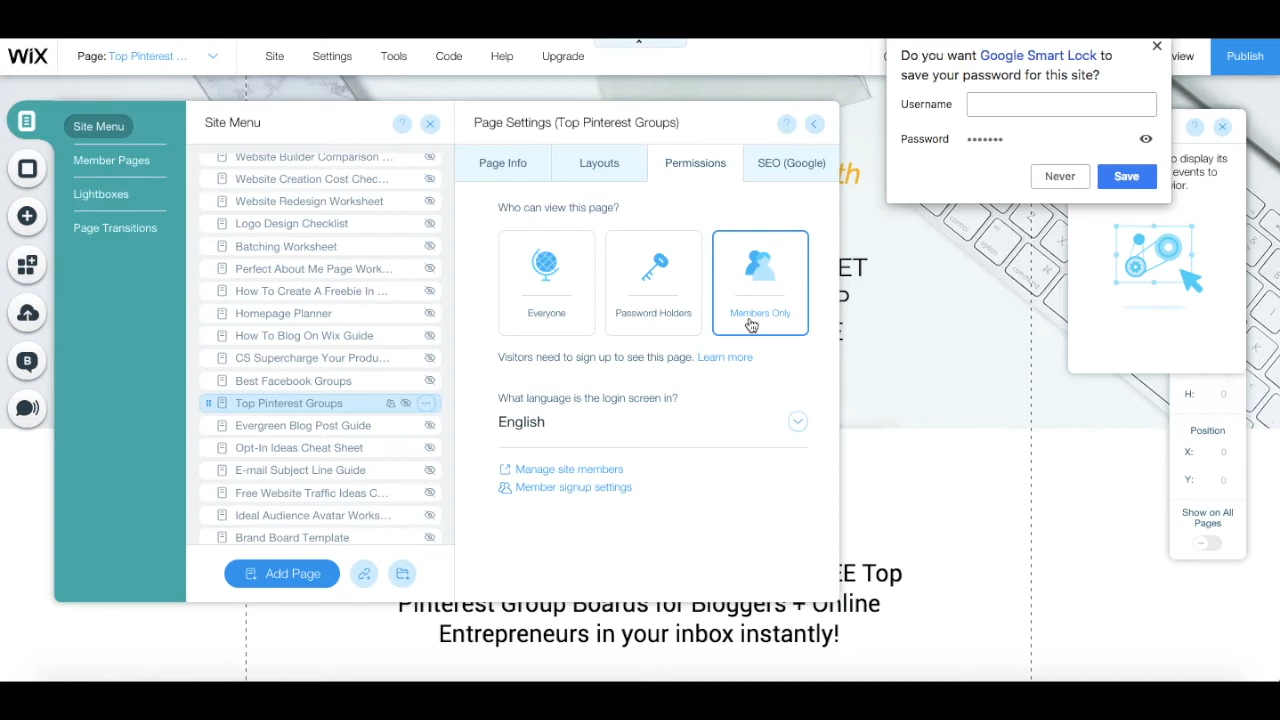 WiX
Page: Top Pinterest ...
Site
Settings
Tools
Code
Help
Upgrade
view
Publish
Do you want Google Smart Lock to
save your password for this site?
Username
Password
•••••••
Never
Save
Site Menu
Member Pages
Lightboxes
Page Transitions
Site Menu
?
Website Builder Comparison ...
Website Creation Cost Chec...
Website Redesign Worksheet
Logo Design Checklist
Batching Worksheet
Perfect About Me Page Work...
How To Create A Freebie In ...
Homepage Planner
How To Blog On Wix Guide
CS Supercharge Your Produ...
Best Facebook Groups
Top Pinterest Groups
Evergreen Blog Post Guide
Opt-In Ideas Cheat Sheet
E-mail Subject Line Guide
Free Website Traffic Ideas C...
Ideal Audience Avatar Works...
Brand Board Template
Add Page
Page Settings (Top Pinterest Groups)
?
Page Info
Layouts
Permissions
SEO (Google)
Who can view this page?
Everyone
Password Holders
Members Only
Visitors need to sign up to see this page. Learn more
What language is the login screen in?
English
Manage site members
Member signup settings
th
ET
P
E
?
o display its
events to
ior.
option
command
option
H: 0
Position
X: 0
Y: 0
Show on All
Pages
EE Top
Pinterest Group Boards for Bloggers + Online
Entrepreneurs in your inbox instantly!